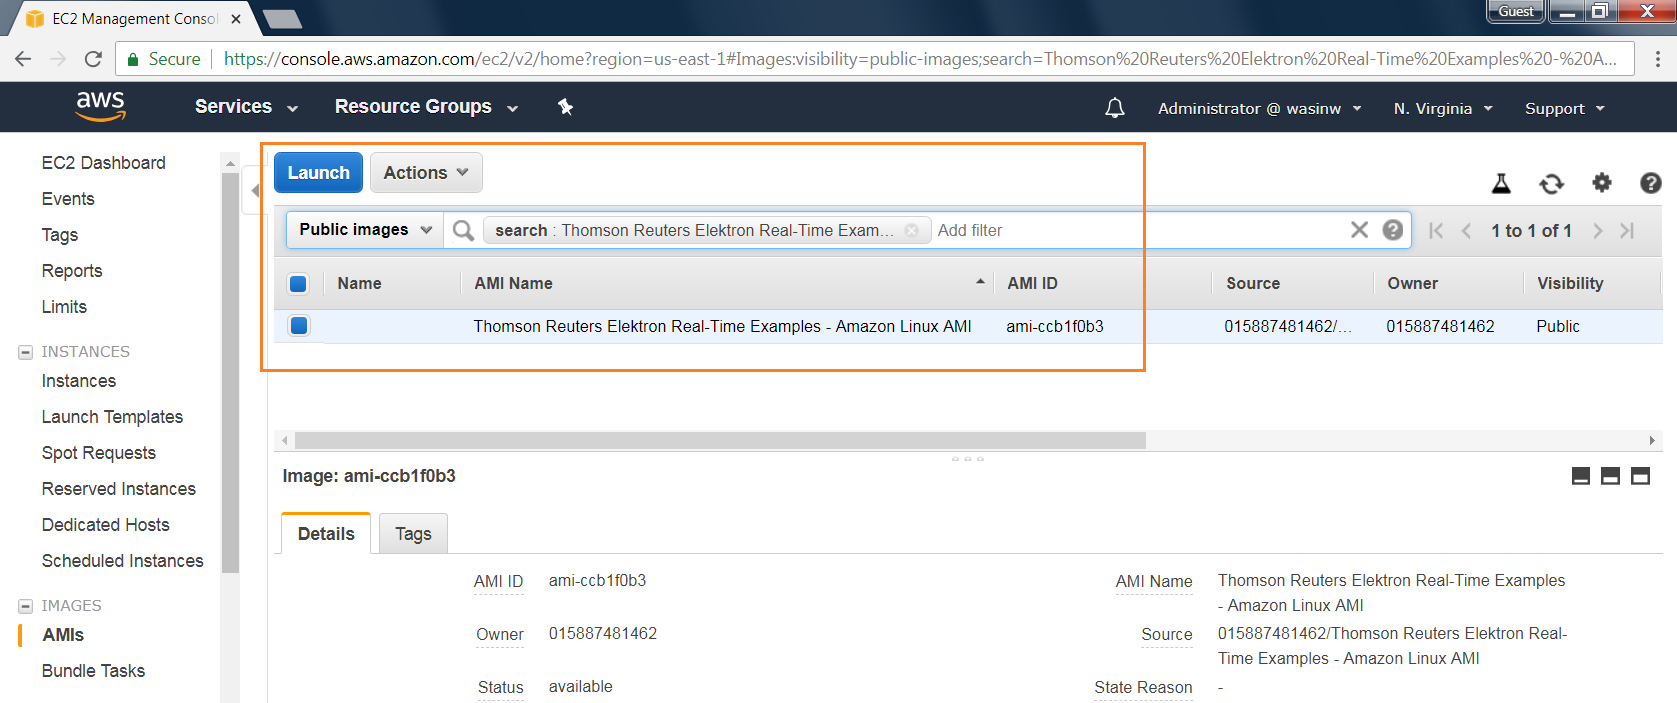 EC2 Management Consol
Guest
Secure
https://console.aws.amazon.com/ec2/v2/home?region=us-east-1#Images:visibility=public-images;search=Thomson%20Reuters%20Elektron%20Real-Time%20Examples%20-%20A...
aws
Services
Resource Groups
Administrator @ wasinw
N. Virginia
Support
EC2 Dashboard
Events
Tags
Reports
Limits
INSTANCES
Instances
Launch Templates
Spot Requests
Reserved Instances
Dedicated Hosts
Scheduled Instances
IMAGES
AMIs
Bundle Tasks
Launch
Actions
Public images
search : Thomson Reuters Elektron Real-Time Exam...
Add filter
1 to 1 of 1
Name AMI Name AMI ID Source Owner Visibility
Thomson Reuters Elektron Real-Time Examples - Amazon Linux AMI ami-ccb1f0b3 015887481462/... 015887481462 Public
Image: ami-ccb1f0b3
Details
Tags
AMI ID ami-ccb1f0b3
Owner 015887481462
Status available
AMI Name Thomson Reuters Elektron Real-Time Examples
- Amazon Linux AMI
Source 015887481462/Thomson Reuters Elektron Real-
Time Examples - Amazon Linux AMI
State Reason -